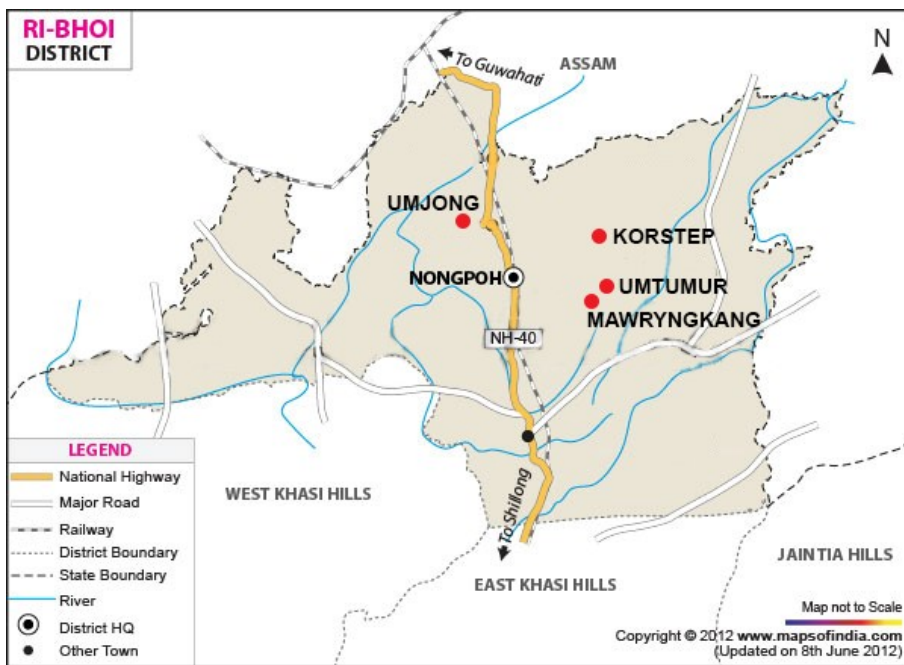 RI-BHOI
DISTRICT
N
To Guwahati
ASSAM
UMJONG
KORSTEP
NONGPOH
UMTUMUR
MAWRYNGKANG
NH-40
LEGEND
National Highway
Major Road
Railway
District Boundary
State Boundary
River
District HQ
Other Town
WEST KHASI HILLS
To Shillong
EAST KHASI HILLS
JAINTIA HILLS
Map not to Scale
Copyright © 2012 www.mapsofindia.com
(Updated on 8th June 2012)